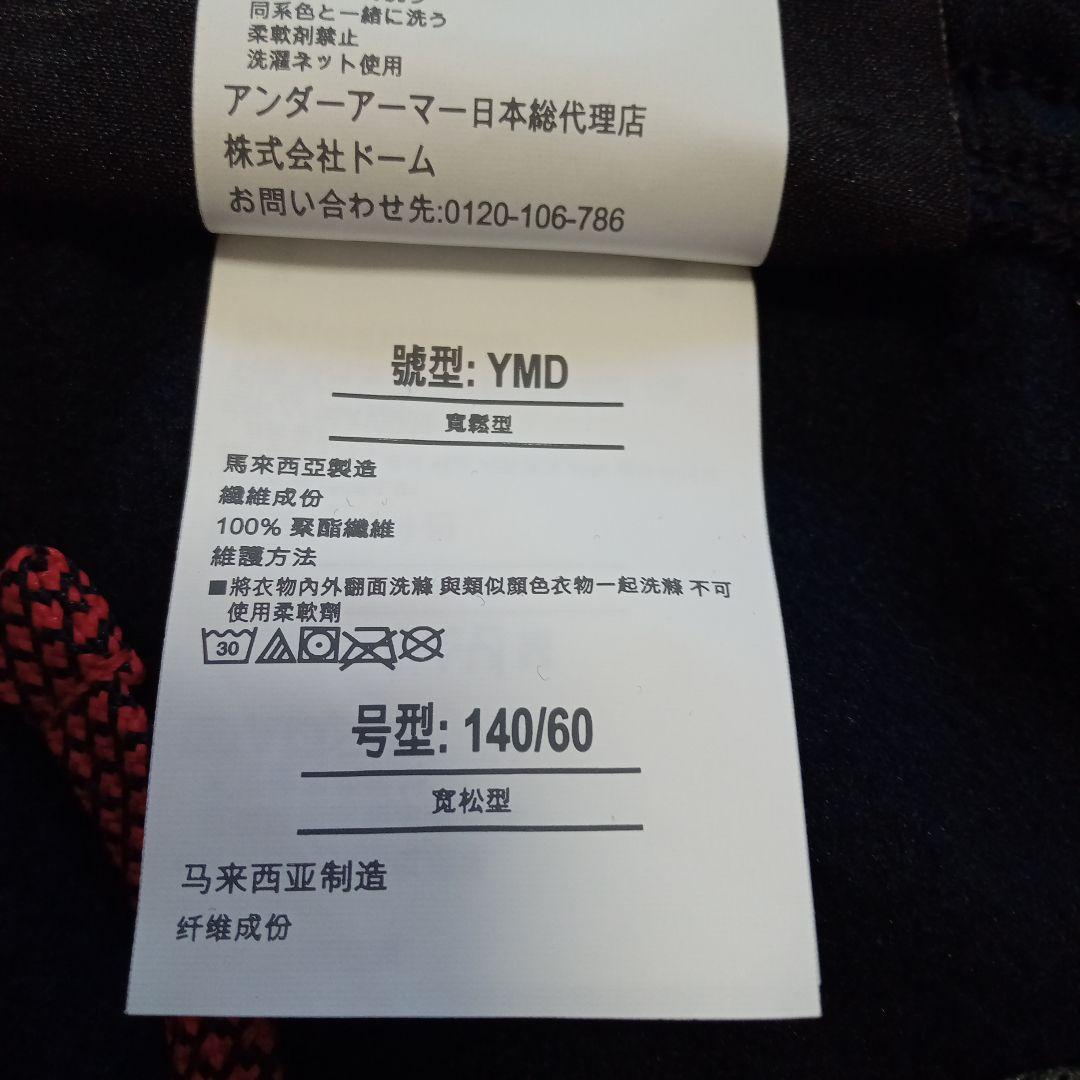 同系色と一緒に洗う
柔軟剤禁止
洗濯ネット使用
アンダーアーマー日本総代理店
株式会社ドーム
お問い合わせ先:0120-106-786
號型: YMD
寬鬆型
馬來西亞製造
纖維成份
100% 聚酯纖維
維護方法
■將衣物內外翻面洗滌 與類似顏色衣物一起洗滌 不可
使用柔軟劑
30
号型: 140/60
宽松型
马来西亚制造
纤维成份